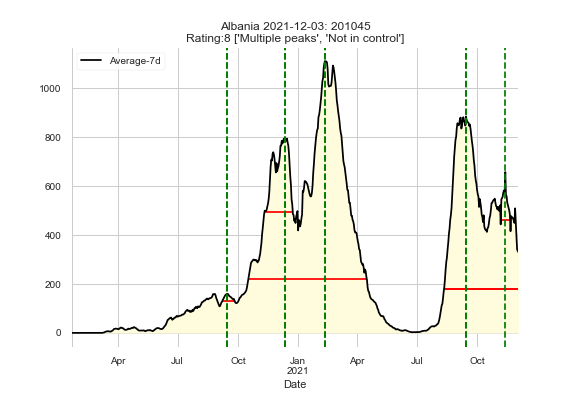 Albania 2021-12-03: 201045
Rating:8 ['Multiple peaks', 'Not in control']
Average-7d
1000
800
600
400
200
0
Apr Jul Oct Jan Apr Jul Oct
2021
Date